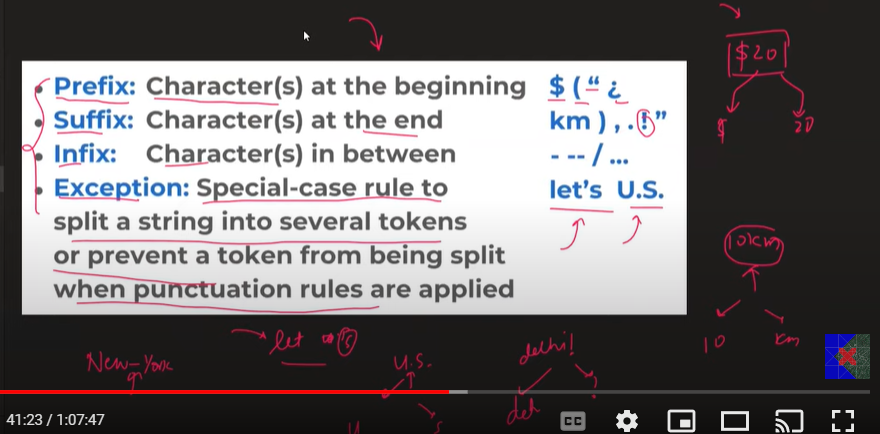 $20
Prefix: Character(s) at the beginning $ ( “ ¿
$ 20
Suffix: Character(s) at the end km ) , . ! ”
Infix: Character(s) in between - -- / ...
Exception: Special-case rule to let’s U.S.
split a string into several tokens
or prevent a token from being split
when punctuation rules are applied
10km
10 km
let
New-York
U.S.
delhi!
U S
del
41:23 / 1:07:47
CC